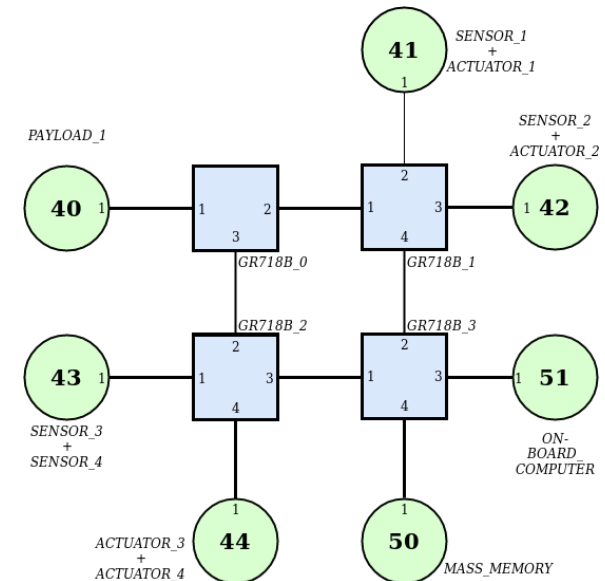 41
1
SENSOR_1
+
ACTUATOR_1
PAYLOAD_1
SENSOR_2
+
ACTUATOR_2
40
1
1
2
3
GR718B_0
1
2
3
4
GR718B_1
1
42
GR718B_2
GR718B_3
43
1
SENSOR_3
+
SENSOR_4
2
1
3
4
2
1
3
4
1
51
ON-
BOARD_
COMPUTER
ACTUATOR_3
+
ACTUATOR_4
1
44
1
50
MASS_MEMORY